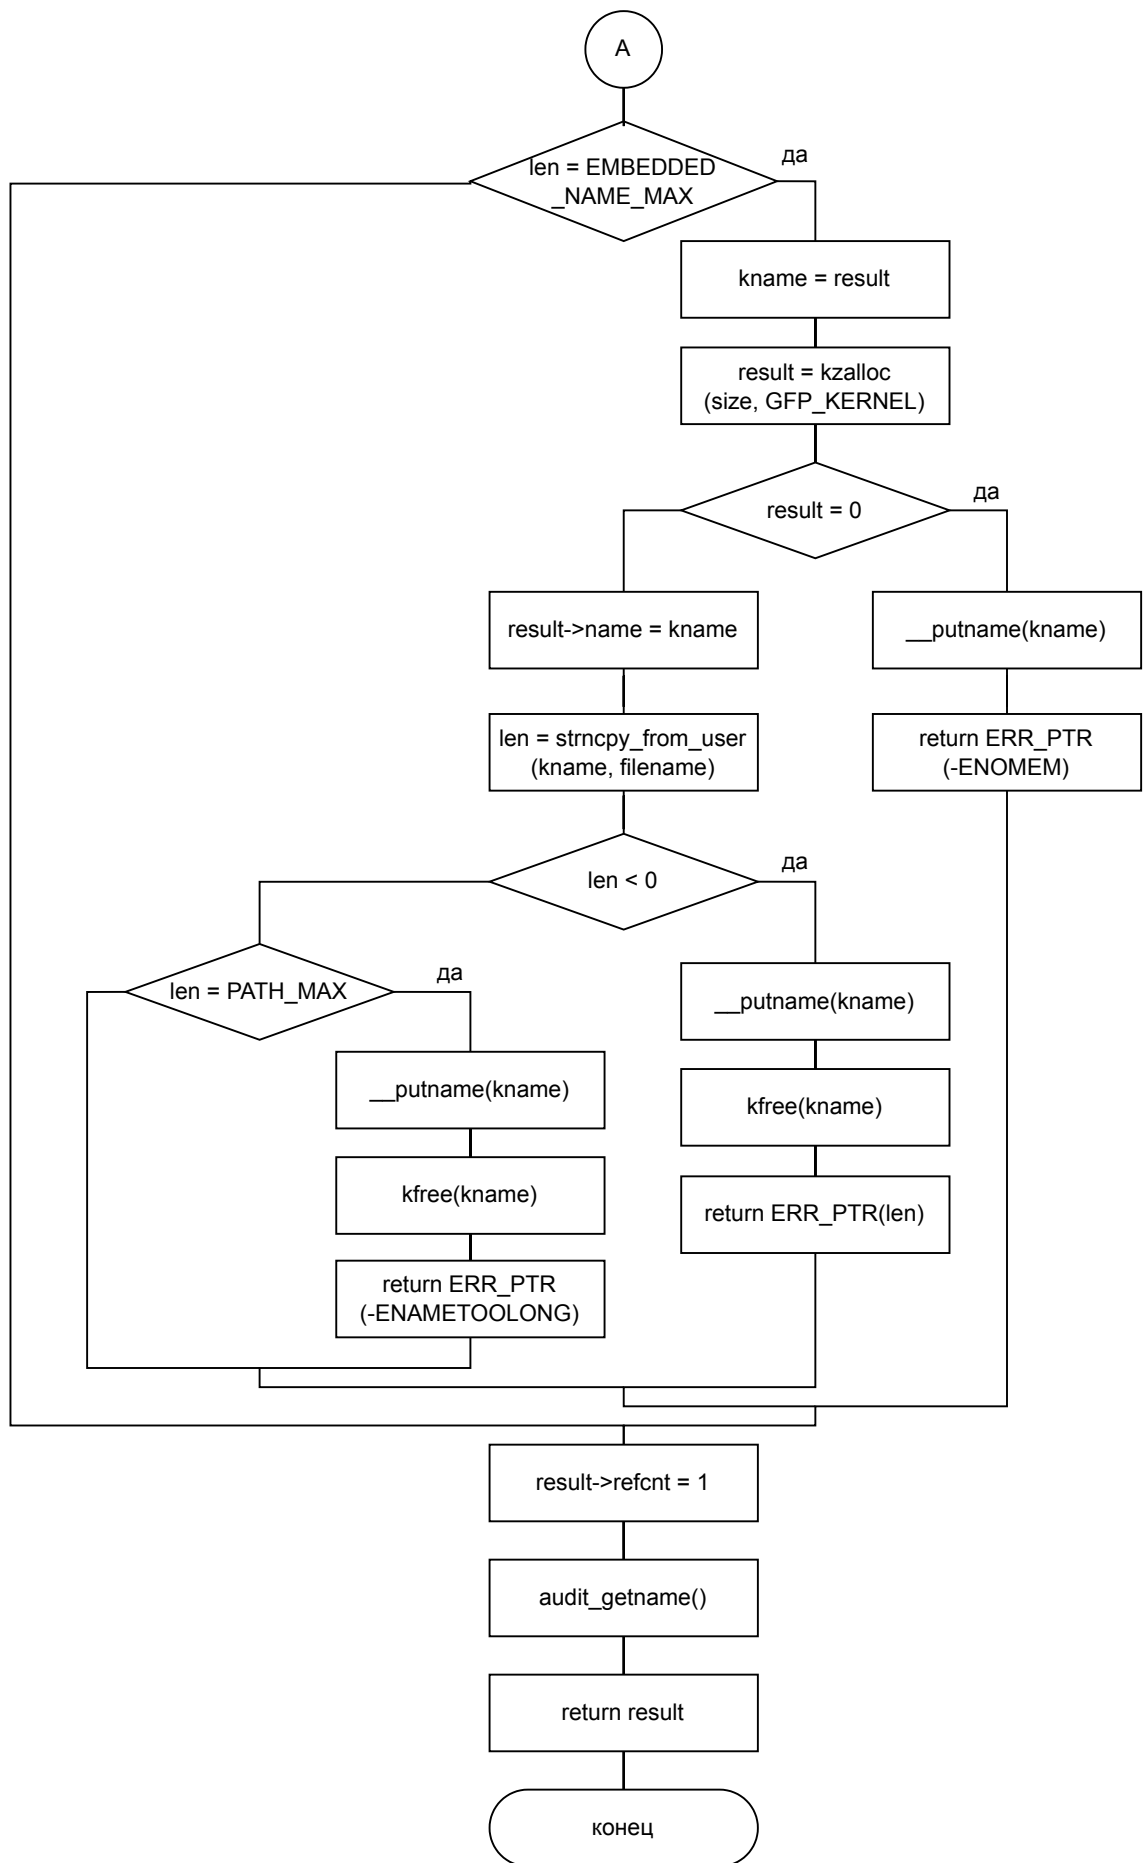 A
len = EMBEDDED
_NAME_MAX
да
kname = result
result = kzalloc
(size, GFP_KERNEL)
result = 0
да
result->name = kname
__putname(kname)
len = strncpy_from_user
(kname, filename)
return ERR_PTR
(-ENOMEM)
len < 0
да
len = PATH_MAX
да
__putname(kname)
__putname(kname)
kfree(kname)
kfree(kname)
return ERR_PTR(len)
return ERR_PTR
(-ENAMETOOLONG)
result->refcnt = 1
audit_getname()
return result
конец